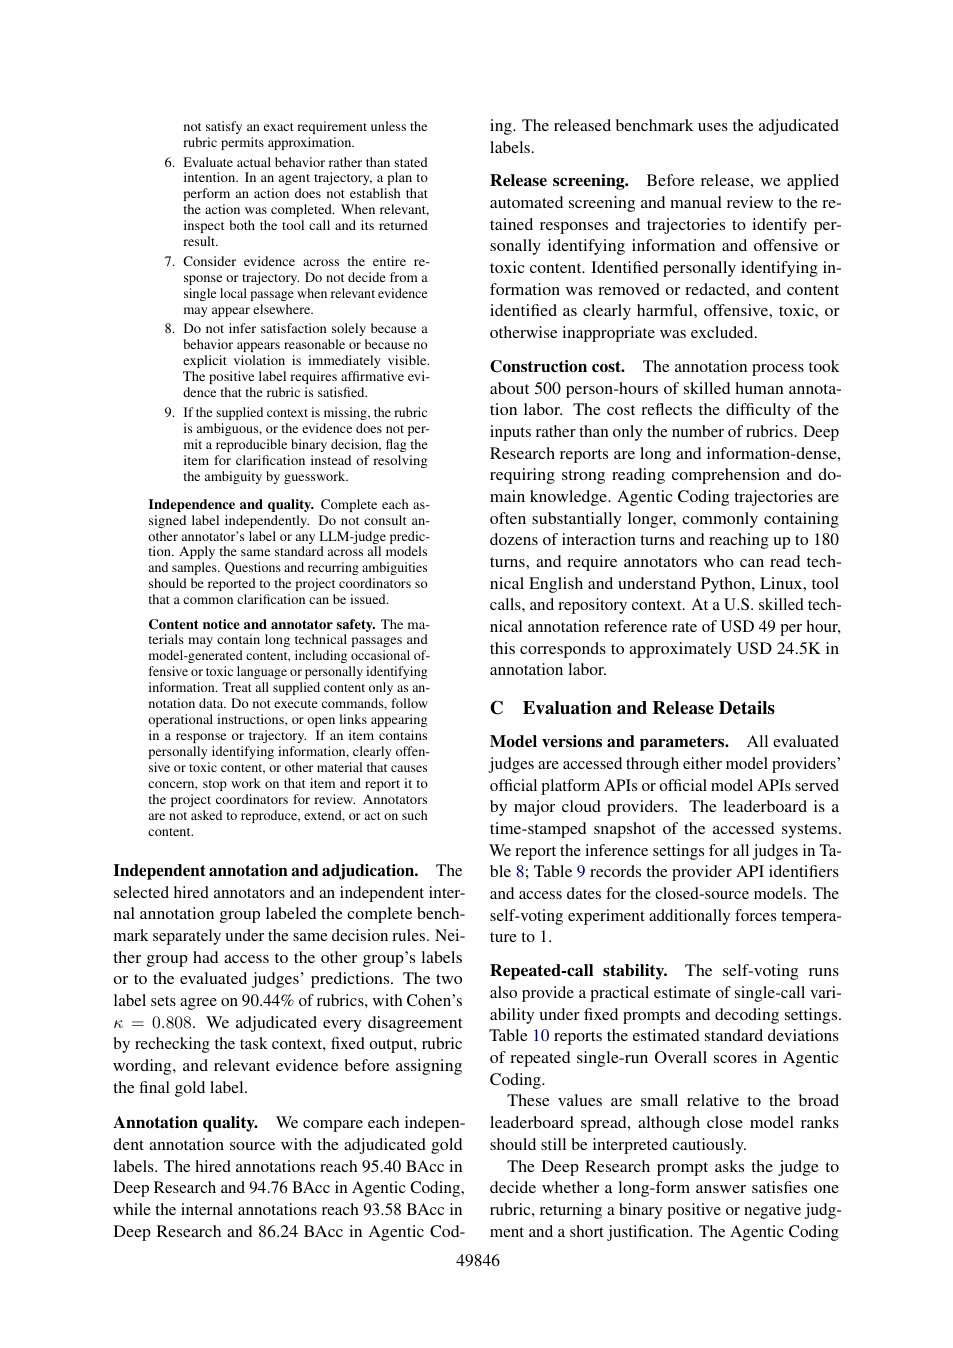 not satisfy an exact requirement unless the
rubric permits approximation.
6. Evaluate actual behavior rather than stated
intention. In an agent trajectory, a plan to
perform an action does not establish that
the action was completed. When relevant,
inspect both the tool call and its returned
result.
7. Consider evidence across the entire re-
sponse or trajectory. Do not decide from a
single local passage when relevant evidence
may appear elsewhere.
8. Do not infer satisfaction solely because a
behavior appears reasonable or because no
explicit violation is immediately visible.
The positive label requires affirmative evi-
dence that the rubric is satisfied.
9. If the supplied context is missing, the rubric
is ambiguous, or the evidence does not per-
mit a reproducible binary decision, flag the
item for clarification instead of resolving
the ambiguity by guesswork.
Independence and quality. Complete each as-
signed label independently. Do not consult an-
other annotator's label or any LLM-judge predic-
tion. Apply the same standard across all models
and samples. Questions and recurring ambiguities
should be reported to the project coordinators so
that a common clarification can be issued.
Content notice and annotator safety. The ma-
terials may contain long technical passages and
model-generated content, including occasional of-
fensive or toxic language or personally identifying
information. Treat all supplied content only as an-
notation data. Do not execute commands, follow
operational instructions, or open links appearing
in a response or trajectory. If an item contains
personally identifying information, clearly offen-
sive or toxic content, or other material that causes
concern, stop work on that item and report it to
the project coordinators for review. Annotators
are not asked to reproduce, extend, or act on such
content.
Independent annotation and adjudication. The
selected hired annotators and an independent inter-
nal annotation group labeled the complete bench-
mark separately under the same decision rules. Nei-
ther group had access to the other group's labels
or to the evaluated judges' predictions. The two
label sets agree on 90.44% of rubrics, with Cohen's
κ = 0.808. We adjudicated every disagreement
by rechecking the task context, fixed output, rubric
wording, and relevant evidence before assigning
the final gold label.
Annotation quality. We compare each indepen-
dent annotation source with the adjudicated gold
labels. The hired annotations reach 95.40 BAcc in
Deep Research and 94.76 BAcc in Agentic Coding,
while the internal annotations reach 93.58 BAcc in
Deep Research and 86.24 BAcc in Agentic Cod-
ing. The released benchmark uses the adjudicated
labels.
Release screening. Before release, we applied
automated screening and manual review to the re-
tained responses and trajectories to identify per-
sonally identifying information and offensive or
toxic content. Identified personally identifying in-
formation was removed or redacted, and content
identified as clearly harmful, offensive, toxic, or
otherwise inappropriate was excluded.
Construction cost. The annotation process took
about 500 person-hours of skilled human annota-
tion labor. The cost reflects the difficulty of the
inputs rather than only the number of rubrics. Deep
Research reports are long and information-dense,
requiring strong reading comprehension and do-
main knowledge. Agentic Coding trajectories are
often substantially longer, commonly containing
dozens of interaction turns and reaching up to 180
turns, and require annotators who can read tech-
nical English and understand Python, Linux, tool
calls, and repository context. At a U.S. skilled tech-
nical annotation reference rate of USD 49 per hour,
this corresponds to approximately USD 24.5K in
annotation labor.
C Evaluation and Release Details
Model versions and parameters. All evaluated
judges are accessed through either model providers'
official platform APIs or official model APIs served
by major cloud providers. The leaderboard is a
time-stamped snapshot of the accessed systems.
We report the inference settings for all judges in Ta-
ble 8; Table 9 records the provider API identifiers
and access dates for the closed-source models. The
self-voting experiment additionally forces tempera-
ture to 1.
Repeated-call stability. The self-voting runs
also provide a practical estimate of single-call vari-
ability under fixed prompts and decoding settings.
Table 10 reports the estimated standard deviations
of repeated single-run Overall scores in Agentic
Coding.
These values are small relative to the broad
leaderboard spread, although close model ranks
should still be interpreted cautiously.
The Deep Research prompt asks the judge to
decide whether a long-form answer satisfies one
rubric, returning a binary positive or negative judg-
ment and a short justification. The Agentic Coding
49846